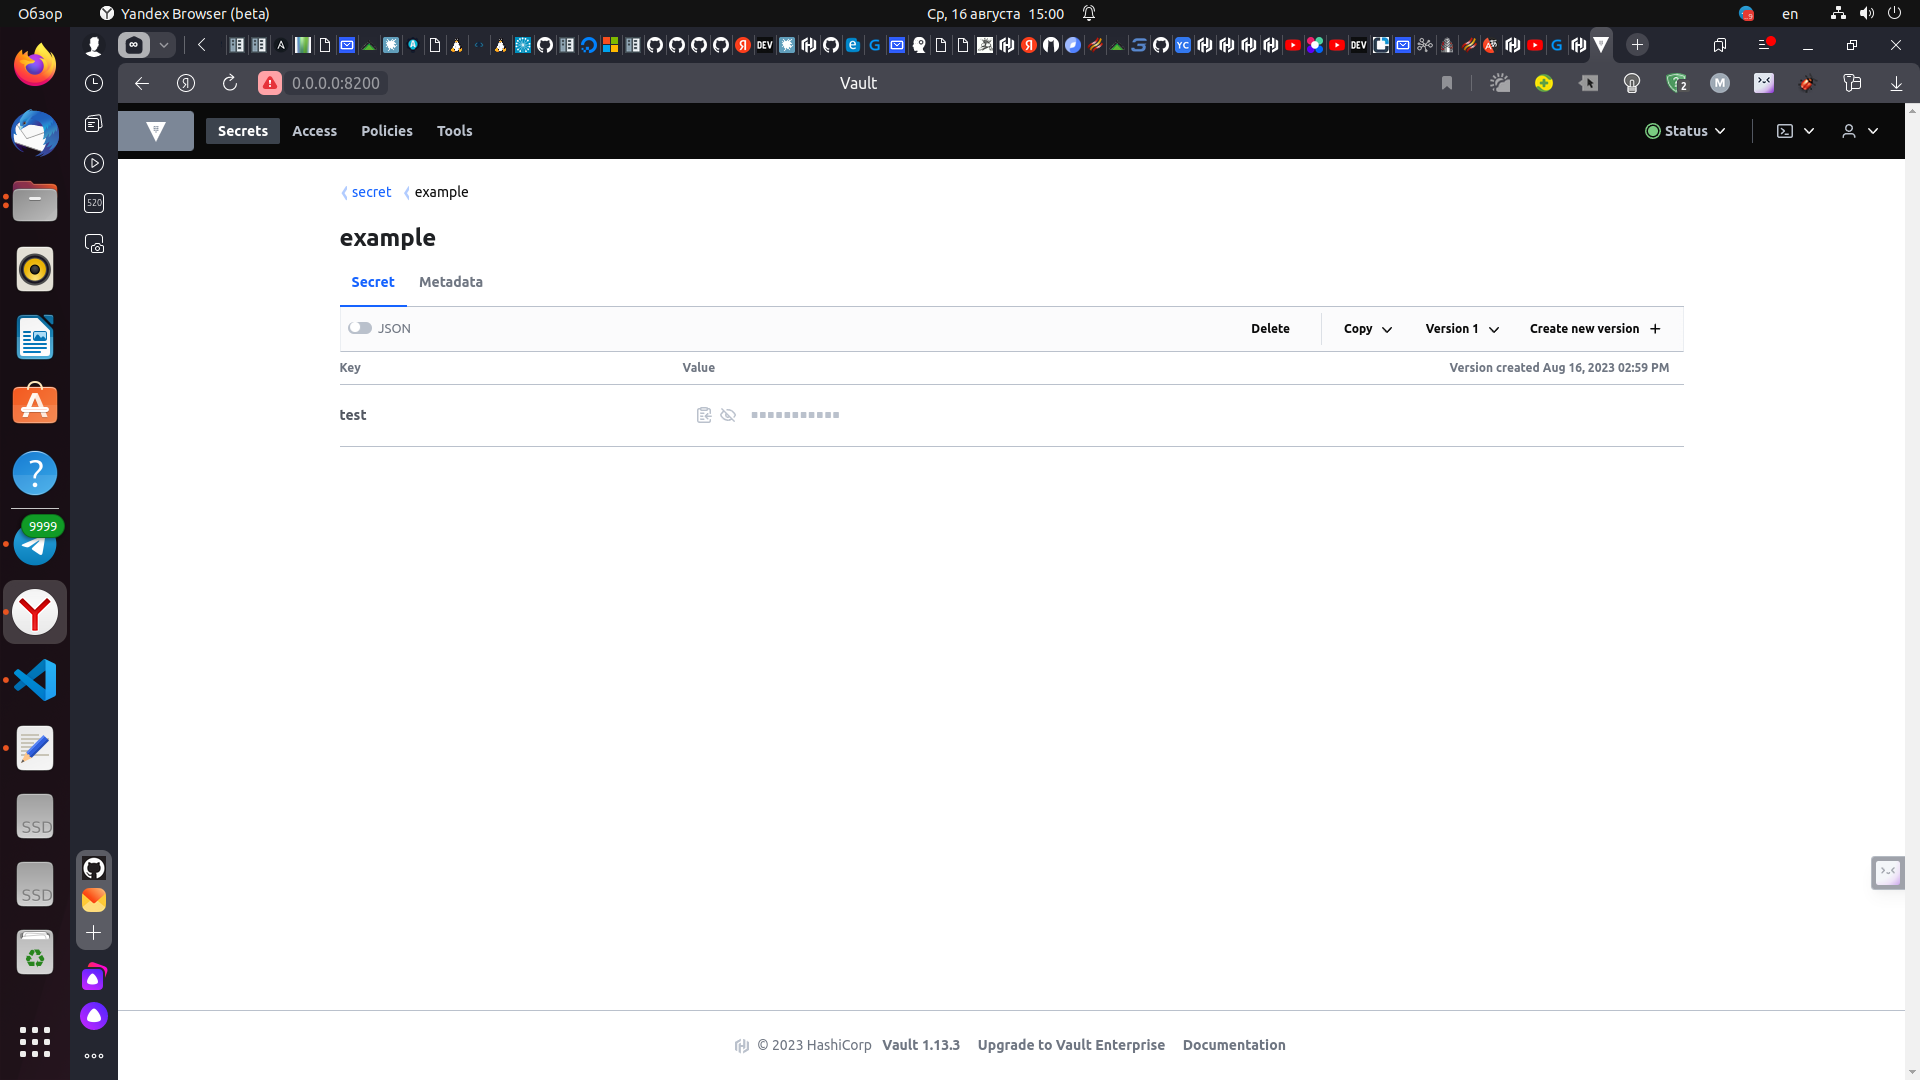 Обзор
Yandex Browser (beta)
Ср, 16 августа 15:00
en
0.0.0.0:8200
Vault
2
M
Secrets
Access
Policies
Tools
Status
520
secret
example
example
Secret
Metadata
JSON
Delete
Copy
Version 1
Create new version
Key
Value
Version created Aug 16, 2023 02:59 PM
test
9999
SSD
SSD
© 2023 HashiCorp
Vault 1.13.3
Upgrade to Vault Enterprise
Documentation